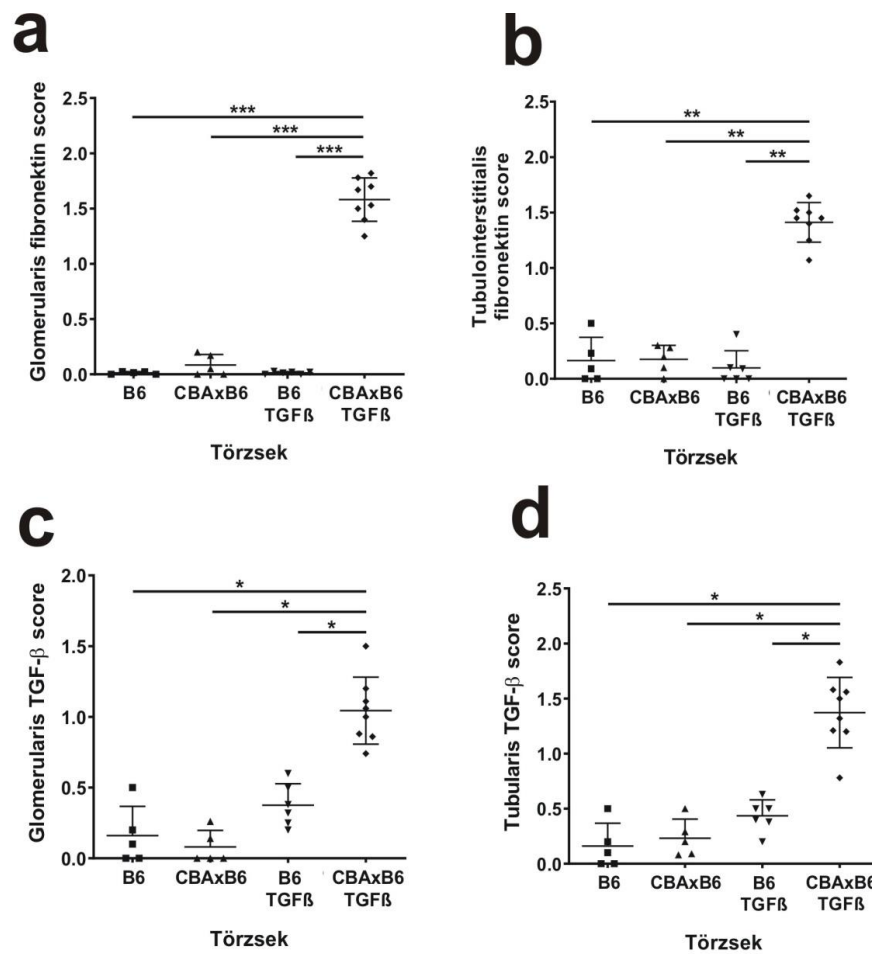 a
Glomerularis fibronektin score
2.5
2.0
1.5
1.0
0.5
0.0
***
***
***
B6 CBAxB6 B6 CBAxB6
TGFß TGFß
Törzsek
b
Tubulointerstitialis
fibronektin score
2.5
2.0
1.5
1.0
0.5
0.0
**
**
**
B6 CBAxB6 B6 CBAxB6
TGFß TGFß
Törzsek
c
Glomerularis TGF-β score
2.0
1.5
1.0
0.5
0.0
*
*
*
B6 CBAxB6 B6 CBAxB6
TGFß TGFß
Törzsek
d
Tubularis TGF-β score
2.5
2.0
1.5
1.0
0.5
0.0
*
*
*
B6 CBAxB6 B6 CBAxB6
TGFß TGFß
Törzsek